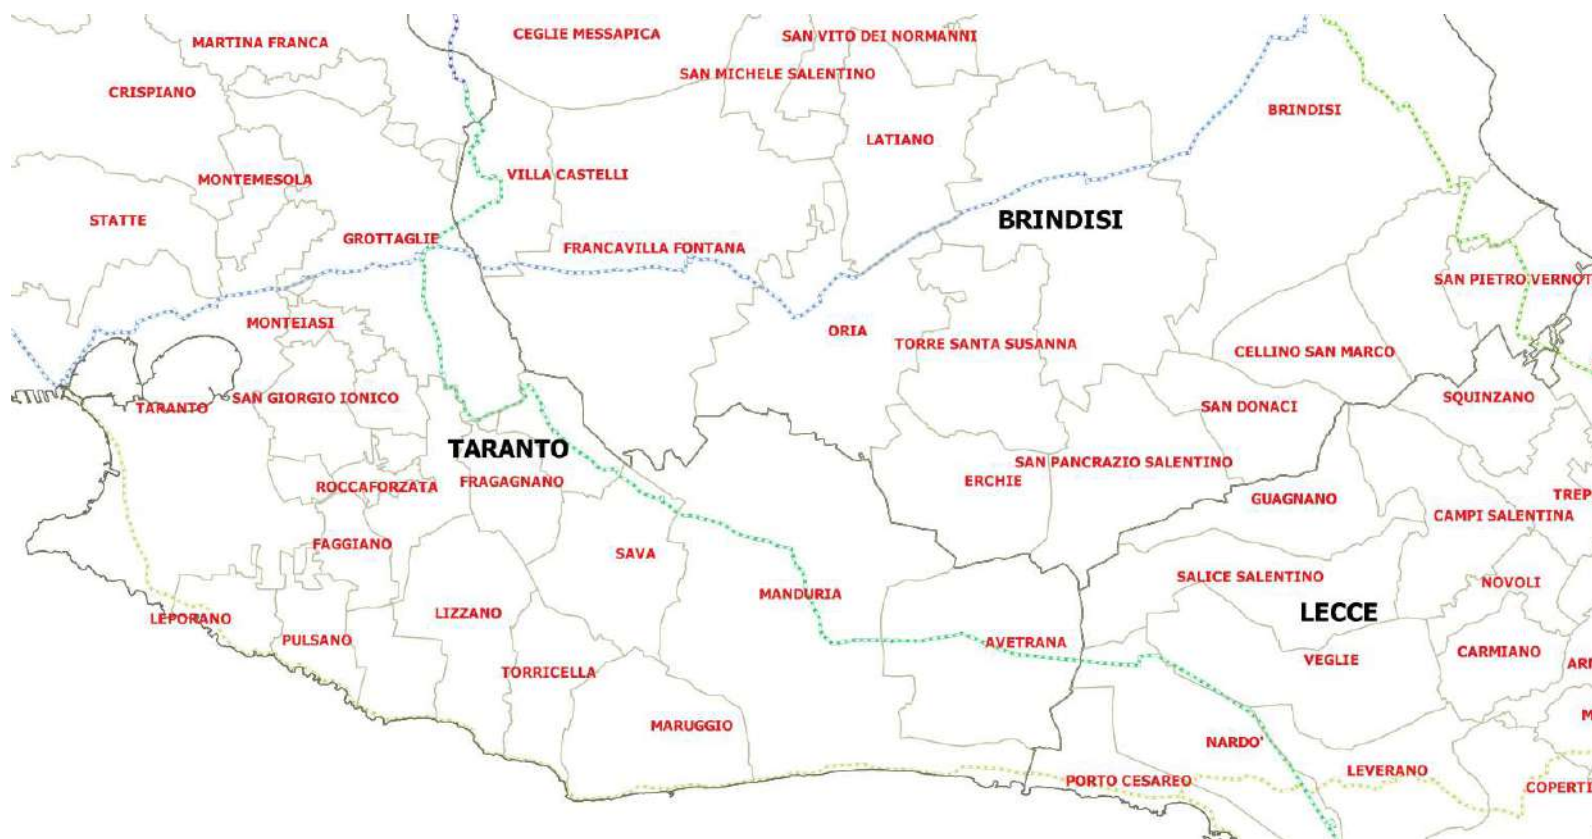 CEGLIE MESSAPICA
SAN VITO DEI NORMANNI
MARTINA FRANCA
SAN MICHELE SALENTINO
CRISPIANO
BRINDISI
LATIANO
VILLA CASTELLI
MONTEMESOLA
STATTE
BRINDISI
GROTTAGLIE
FRANCAVILLA FONTANA
SAN PIETRO VERNOT
MONTEIASI
ORIA
TORRE SANTA SUSANNA
CELLINO SAN MARCO
SAN GIORGIO IONICO
SQUINZANO
TARANTO
SAN DONACI
TARANTO
SAN PANCRAZIO SALENTINO
ERCHIE
FRAGAGNANO
ROCCAFORZATA
TREP
GUAGNANO
CAMPI SALENTINA
FAGGIANO
SAVA
SALICE SALENTINO
NOVOLI
MANDURIA
LIZZANO
LECCE
LEPORANO
PULSANO
AVETRANA
CARMIANO
VEGLIE
ARN
TORRICELLA
M
MARUGGIO
NARDO'
LEVERANO
PORTO CESAREO
COPERTI